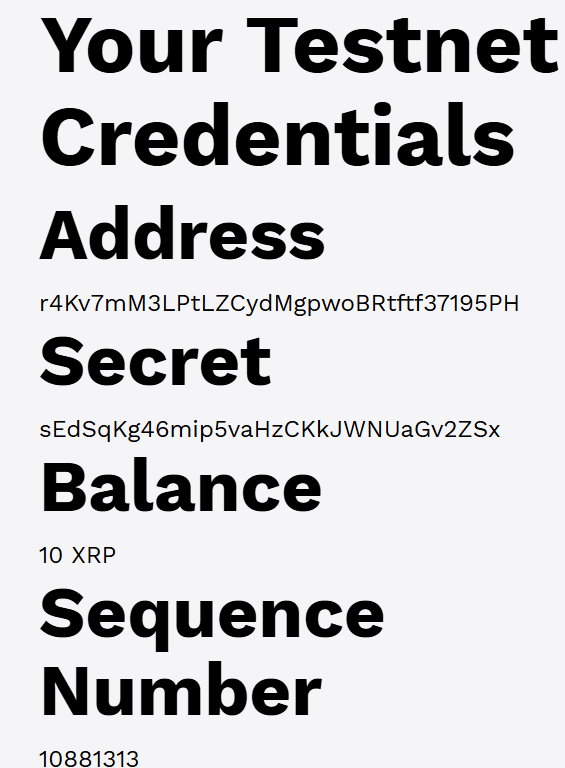 Your Testnet
Credentials
Address
r4Kv7mM3LPtLZCydMgpwoBRtftf37195PH
Secret
sEdSqKg46mip5vaHzCKkJWNUaGv2ZSx
Balance
10 XRP
Sequence
Number
10881313